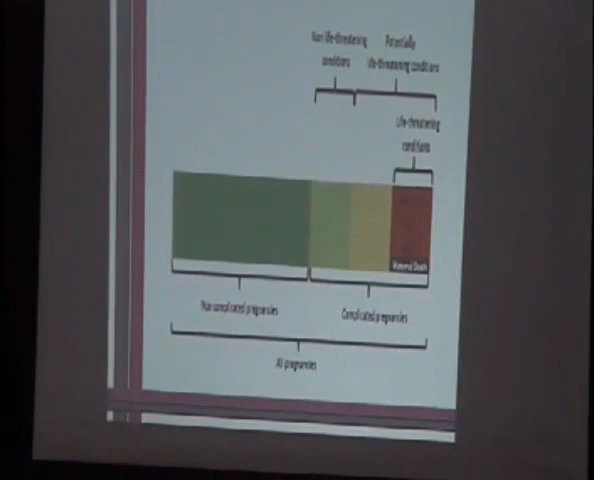 Non life-threatening
conditions
Potentially
life-threatening conditions
Life-threatening
conditions
Maternal Death
Non complicated pregnancies
Complicated pregnancies
All pregnancies